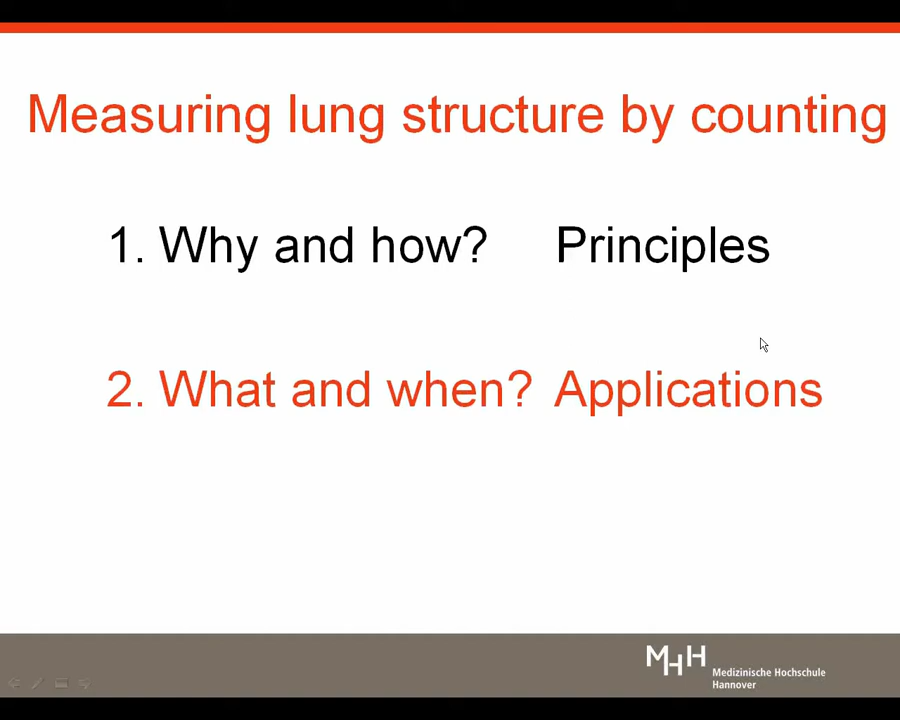 Measuring lung structure by counting
1. Why and how? Principles
2. What and when? Applications
MHH
Medizinische Hochschule
Hannover